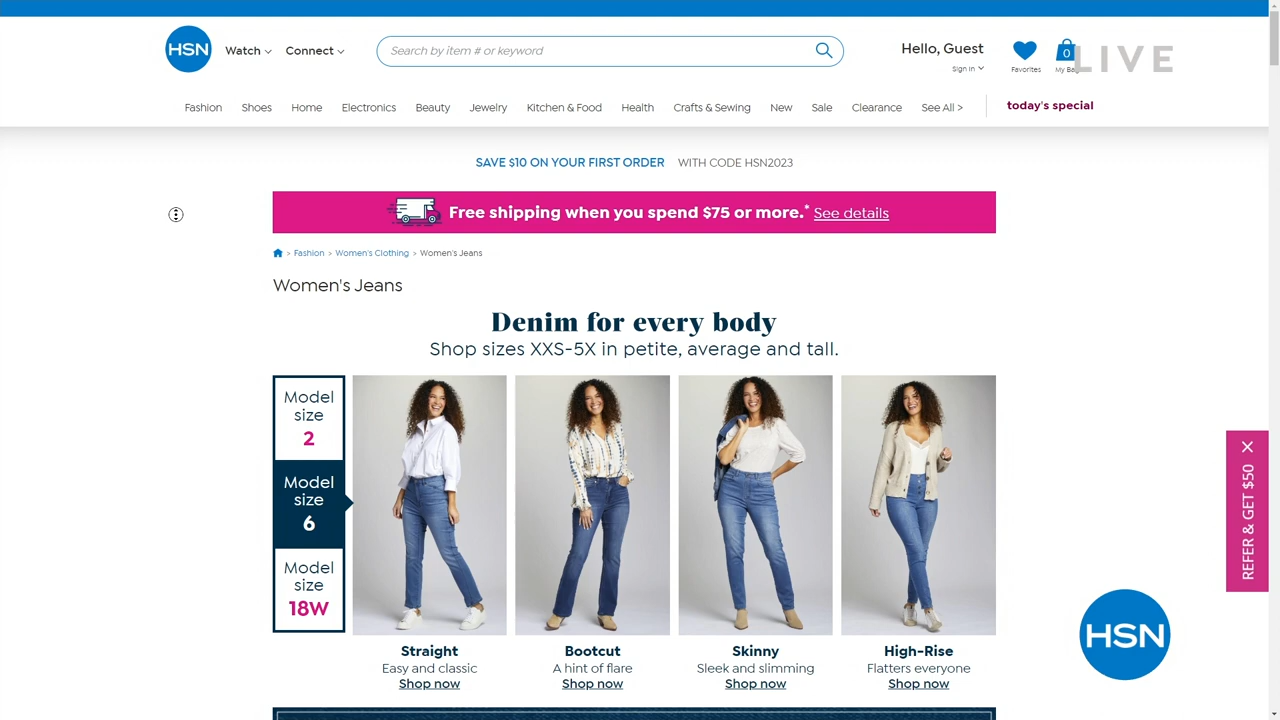 HSN
Watch
Connect
Search by item # or keyword
Hello, Guest
Sign In
Favorites
0
My Ba
LIVE
Fashion
Shoes
Home
Electronics
Beauty
Jewelry
Kitchen & Food
Health
Crafts & Sewing
New
Sale
Clearance
See All >
today's special
SAVE $10 ON YOUR FIRST ORDER WITH CODE HSN2023
Free shipping when you spend $75 or more.* See details
> Fashion > Women's Clothing > Women's Jeans
Women's Jeans
Denim for every body
Shop sizes XXS-5X in petite, average and tall.
Model
size
2
Model
size
6
Model
size
18W
Straight
Easy and classic
Shop now
Bootcut
A hint of flare
Shop now
Skinny
Sleek and slimming
Shop now
High-Rise
Flatters everyone
Shop now
REFER & GET $50
HSN